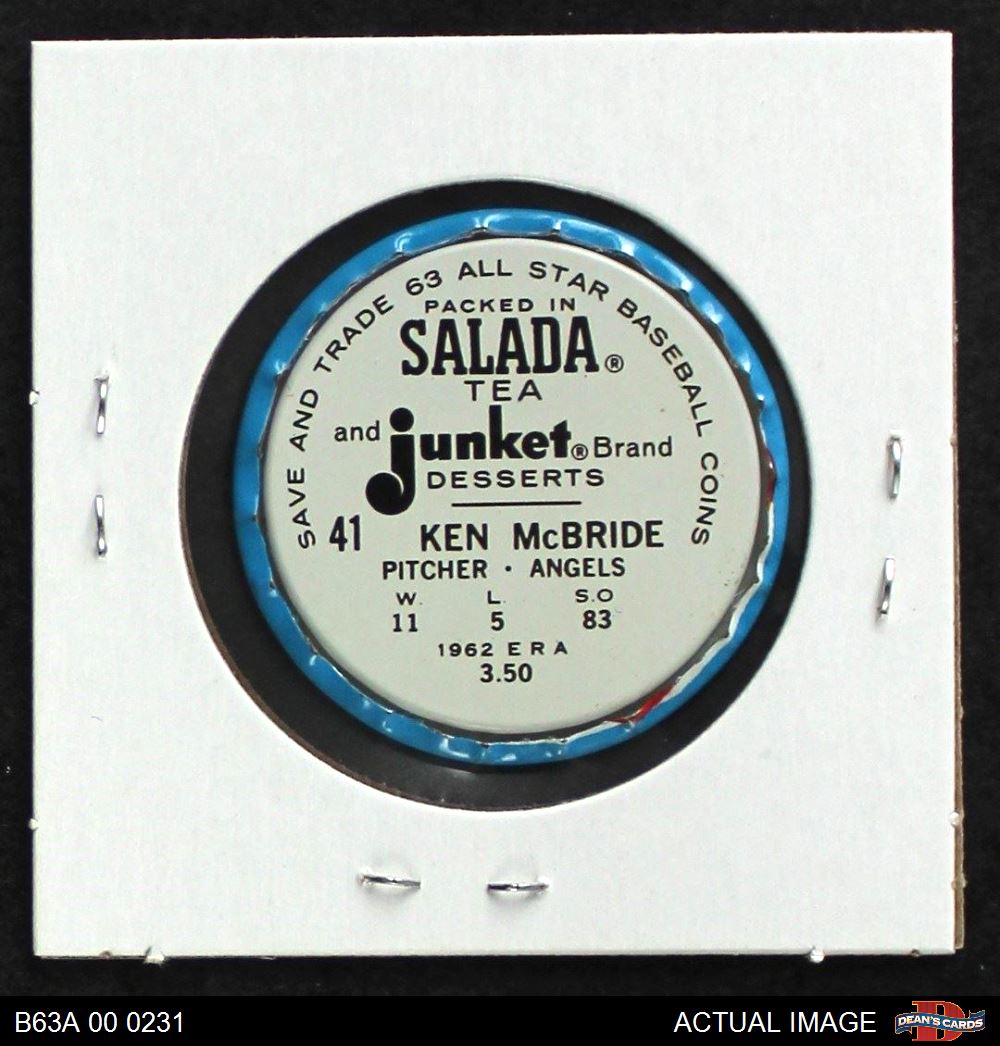 SAVE AND TRADE 63 ALL STAR BASEBALL COINS
PACKED IN
SALADA®
TEA
and junket® Brand
DESSERTS
41 KEN McBRIDE
PITCHER · ANGELS
W. L. S.O
11 5 83
1962 ERA
3.50
B63A 00 0231
ACTUAL IMAGE
DEAN'S CARDS